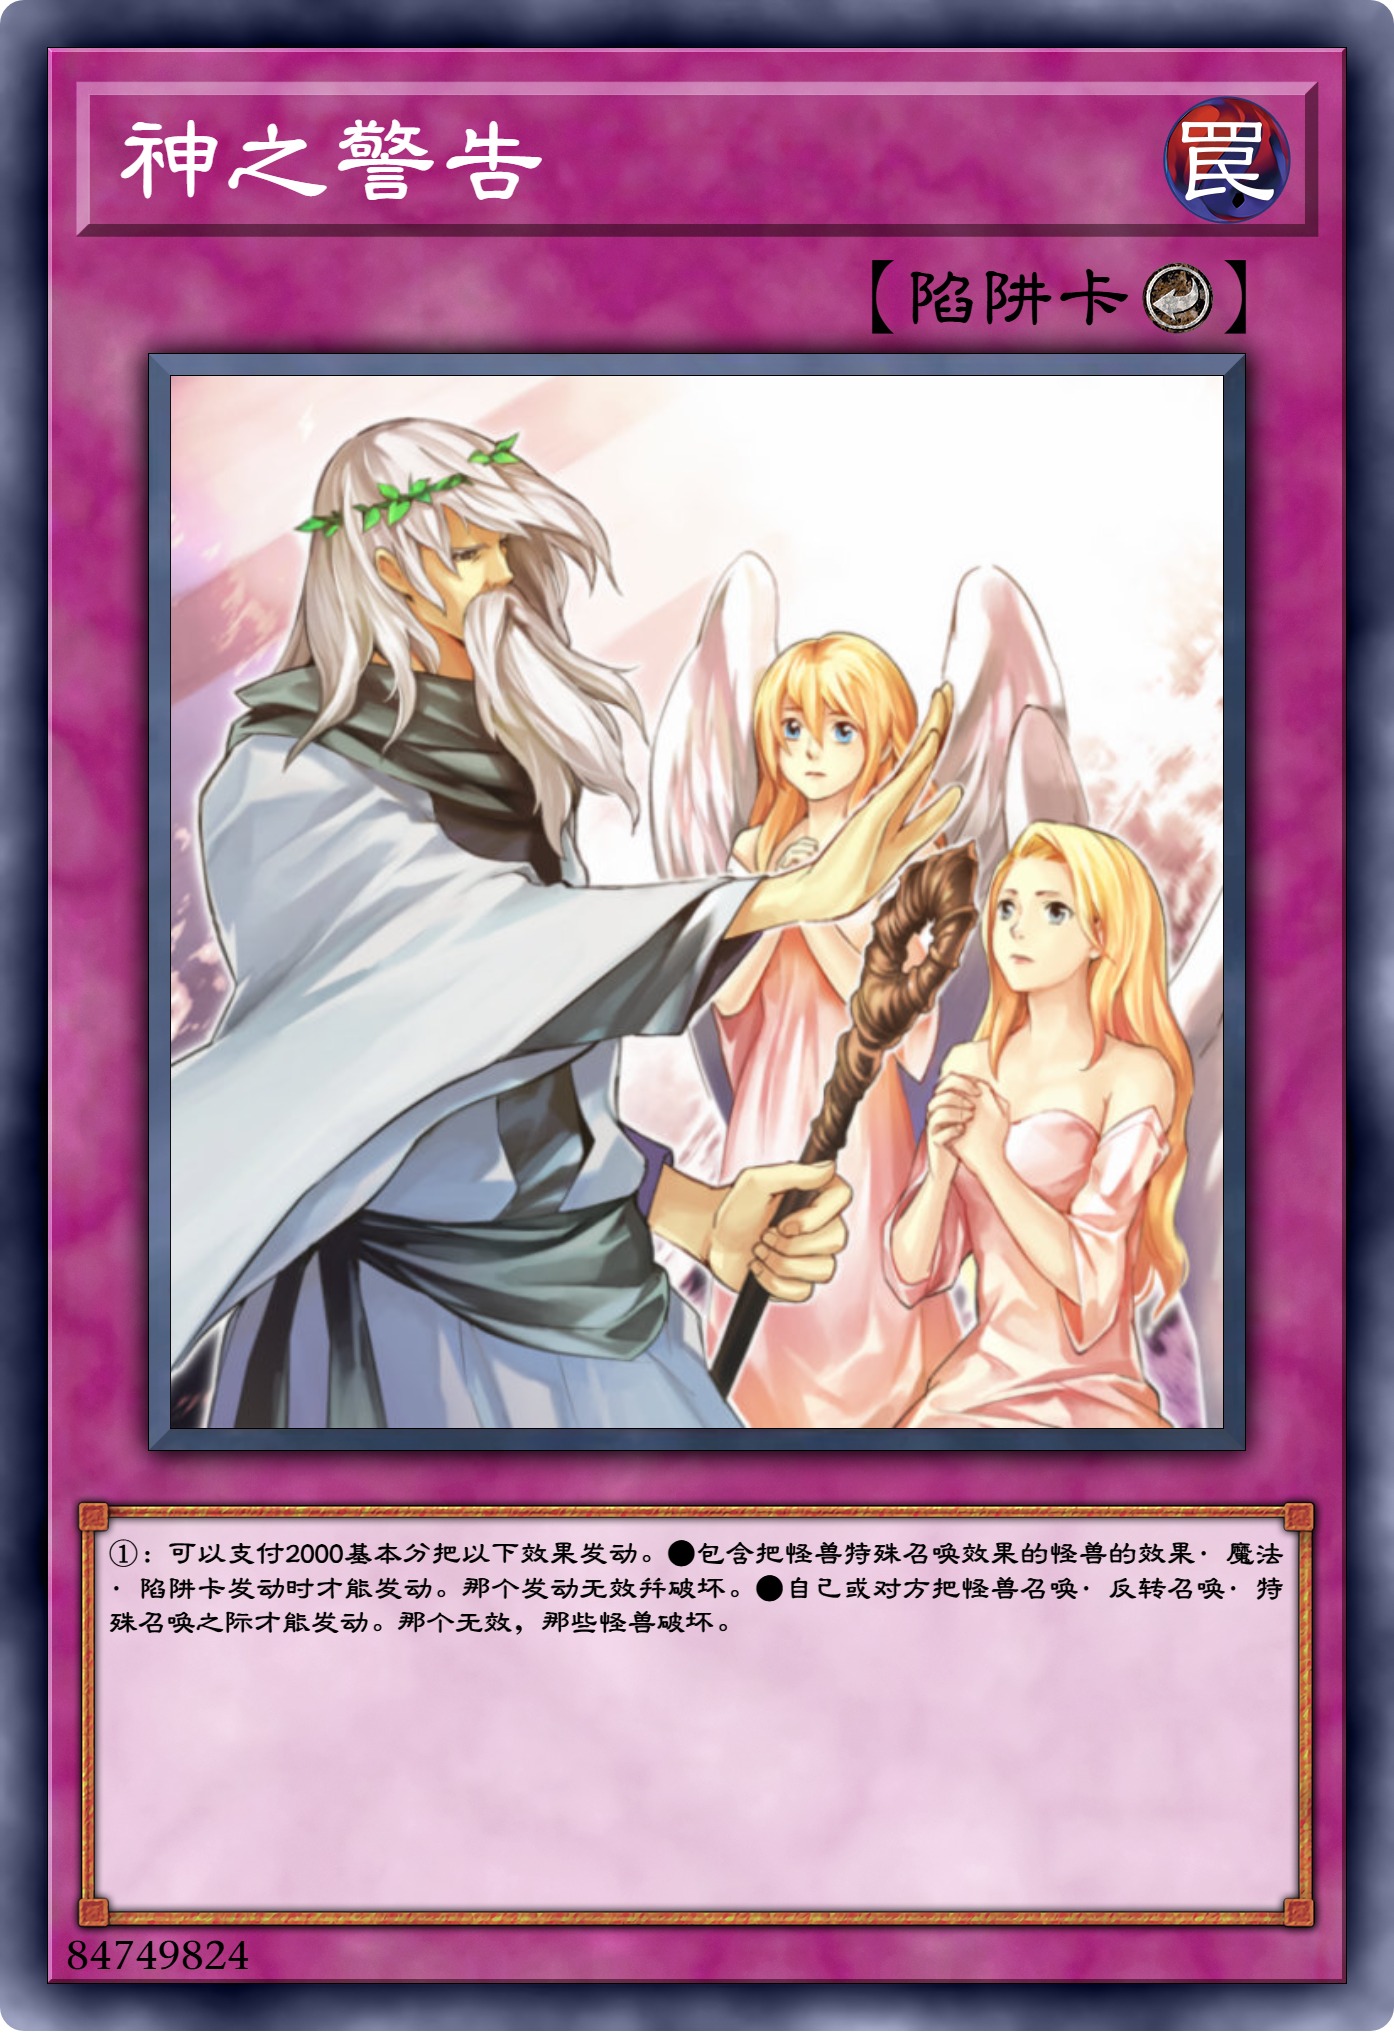 神之警告
罠
【陷阱卡】
①：可以支付2000基本分把以下效果发动。●包含把怪兽特殊召唤效果的怪兽的效果·魔法
·陷阱卡发动时才能发动。那个发动无效并破坏。●自己或对方把怪兽召唤·反转召唤·特
殊召唤之际才能发动。那个无效，那些怪兽破坏。
84749824